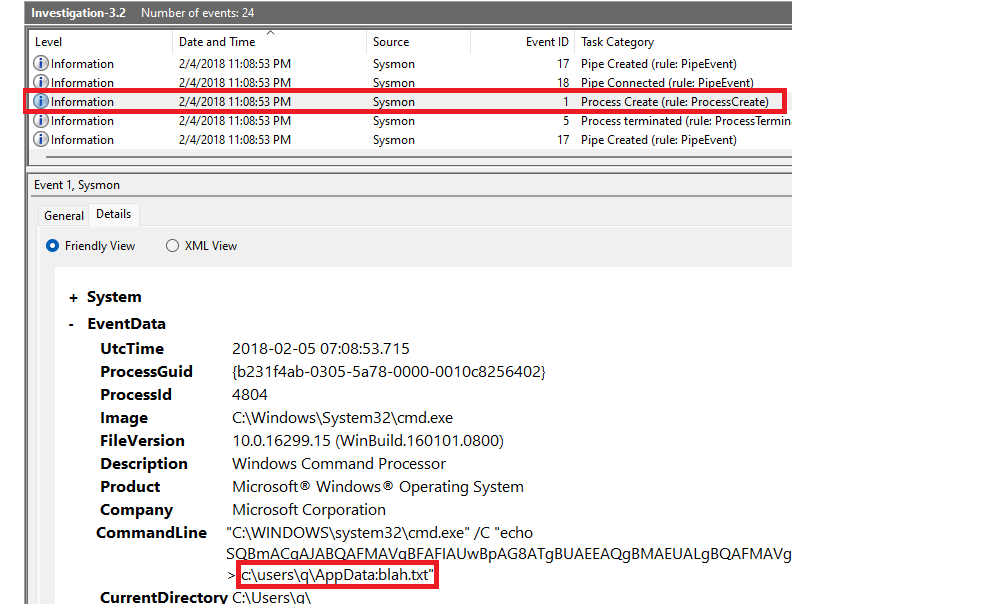 Investigation-3.2 Number of events: 24
Level Date and Time Source Event ID Task Category
Information 2/4/2018 11:08:53 PM Sysmon 17 Pipe Created (rule: PipeEvent)
Information 2/4/2018 11:08:53 PM Sysmon 18 Pipe Connected (rule: PipeEvent)
Information 2/4/2018 11:08:53 PM Sysmon 1 Process Create (rule: ProcessCreate)
Information 2/4/2018 11:08:53 PM Sysmon 5 Process terminated (rule: ProcessTermin
Information 2/4/2018 11:08:53 PM Sysmon 17 Pipe Created (rule: PipeEvent)
Event 1, Sysmon
General Details
Friendly View XML View
+ System
- EventData
UtcTime 2018-02-05 07:08:53.715
ProcessGuid {b231f4ab-0305-5a78-0000-0010c8256402}
ProcessId 4804
Image C:\Windows\System32\cmd.exe
FileVersion 10.0.16299.15 (WinBuild.160101.0800)
Description Windows Command Processor
Product Microsoft® Windows® Operating System
Company Microsoft Corporation
CommandLine "C:\WINDOWS\system32\cmd.exe" /C "echo
SQBmACgAJABQAFMAVgBFAFIAUwBpAG8ATgBUAEEAQgBMAEUALgBQAFMAVg
> c:\users\q\AppData:blah.txt"
CurrentDirectory C:\Users\q\